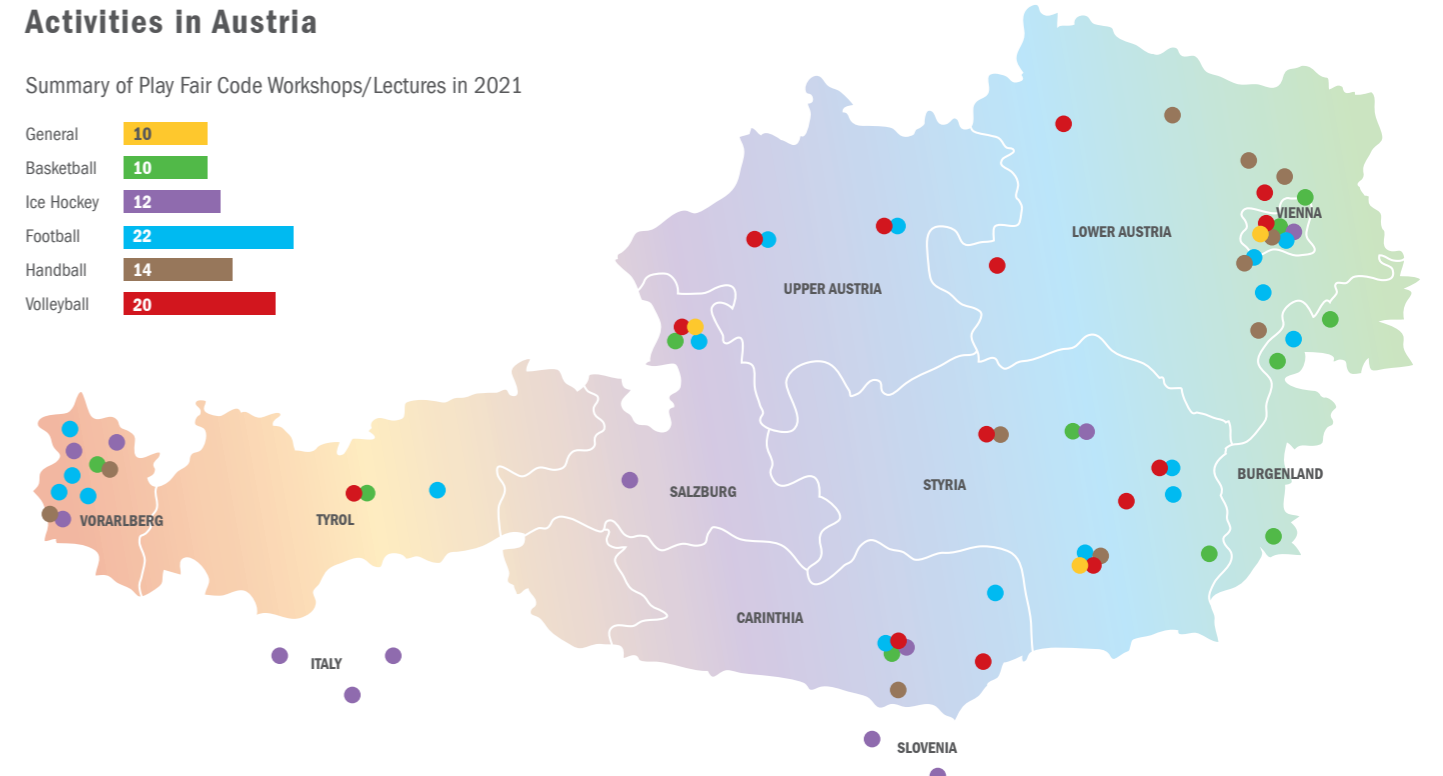 Activities in Austria
Summary of Play Fair Code Workshops/Lectures in 2021
General 10
Basketball 10
Ice Hockey 12
Football 22
Handball 14
Volleyball 20
VIENNA
LOWER AUSTRIA
UPPER AUSTRIA
BURGENLAND
STYRIA
SALZBURG
VORARLBERG
TYROL
CARINTHIA
ITALY
SLOVENIA